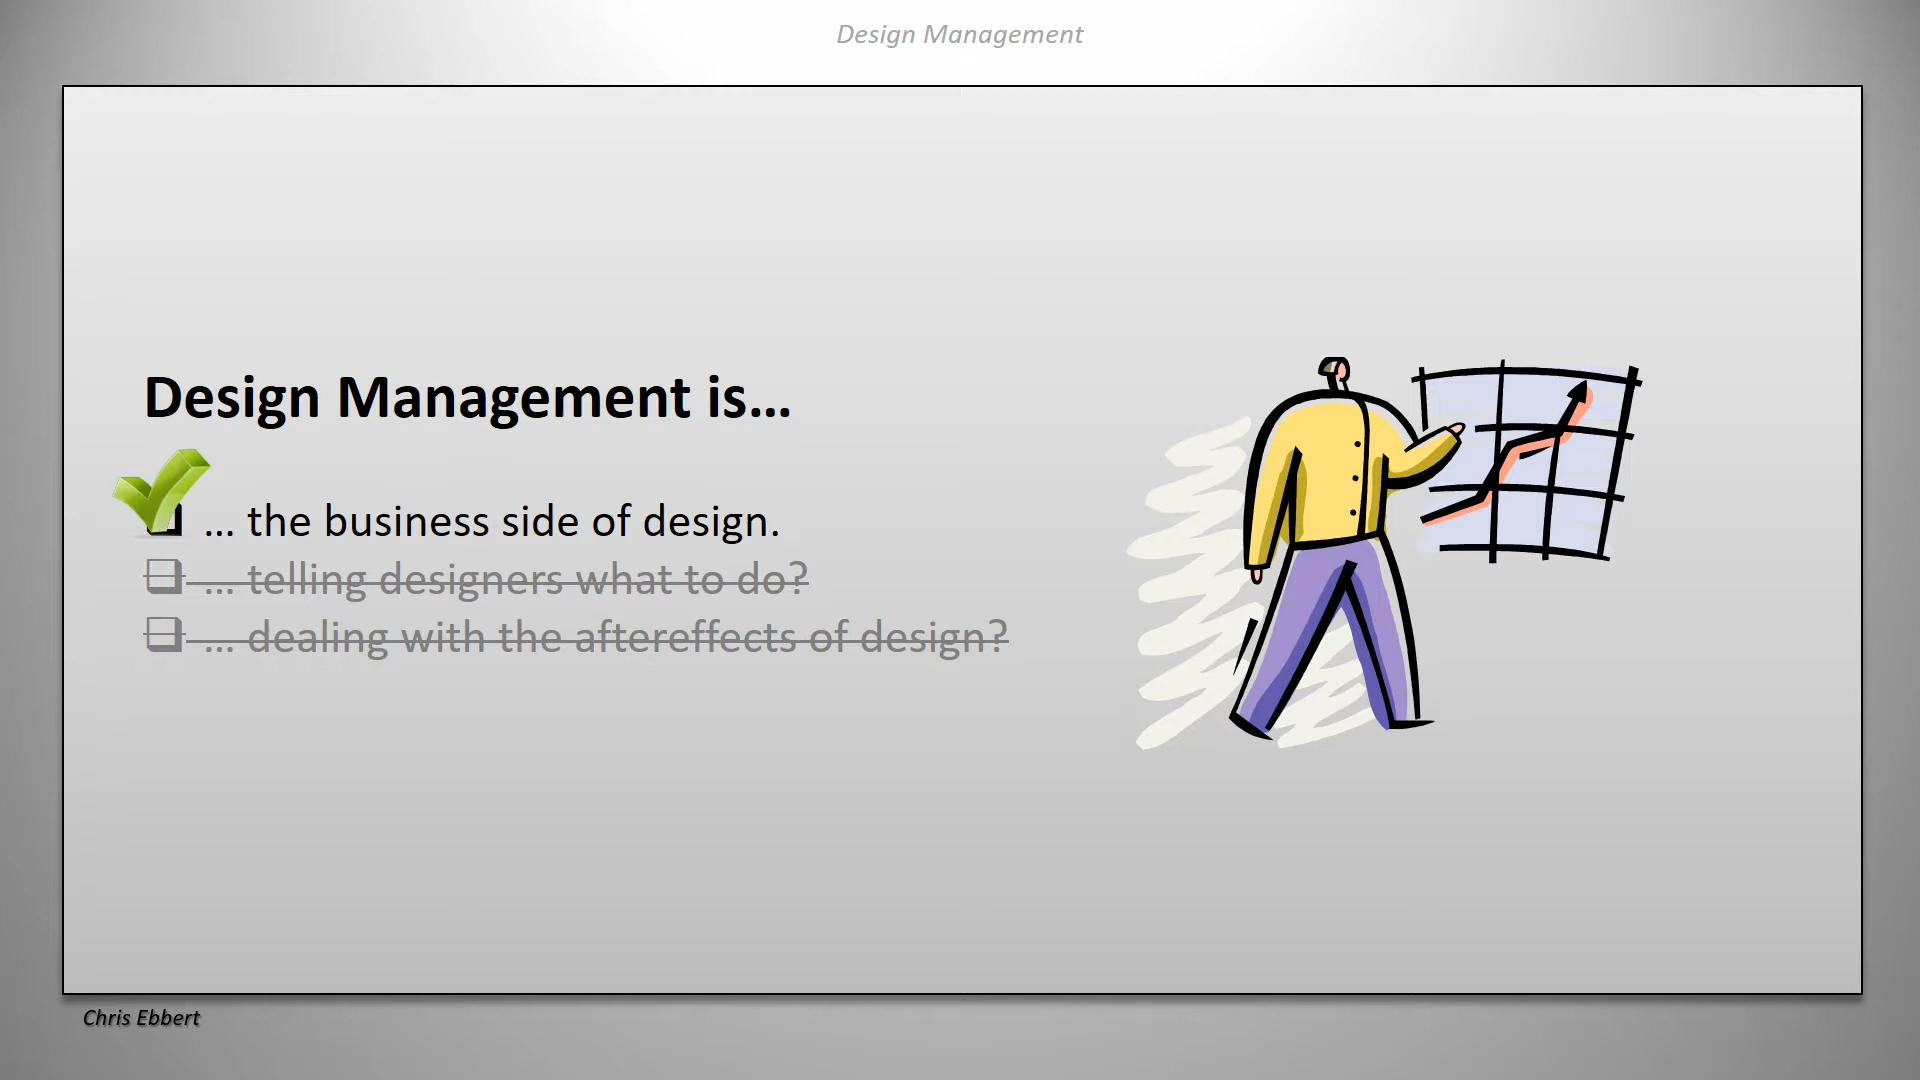 Design Management
Design Management is...
... the business side of design.
... telling designers what to do?
... dealing with the aftereffects of design?
Chris Ebbert